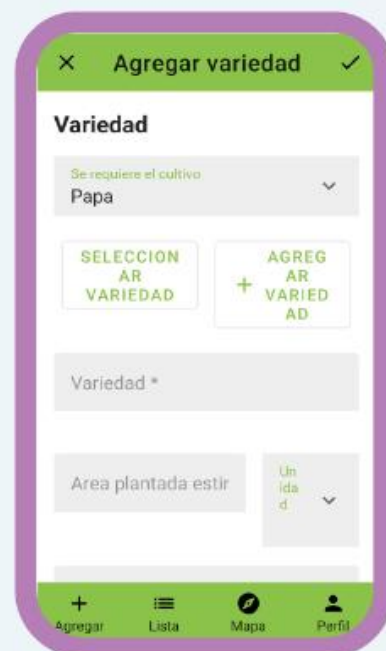 Agregar variedad
Variedad
Se requiere el cultivo
Papa
SELECCION
AR
VARIEDAD
+ AGREG
AR
VARIED
AD
Variedad *
Area plantada estir
Un
ida
d
Agregar Lista Mapa Perfil